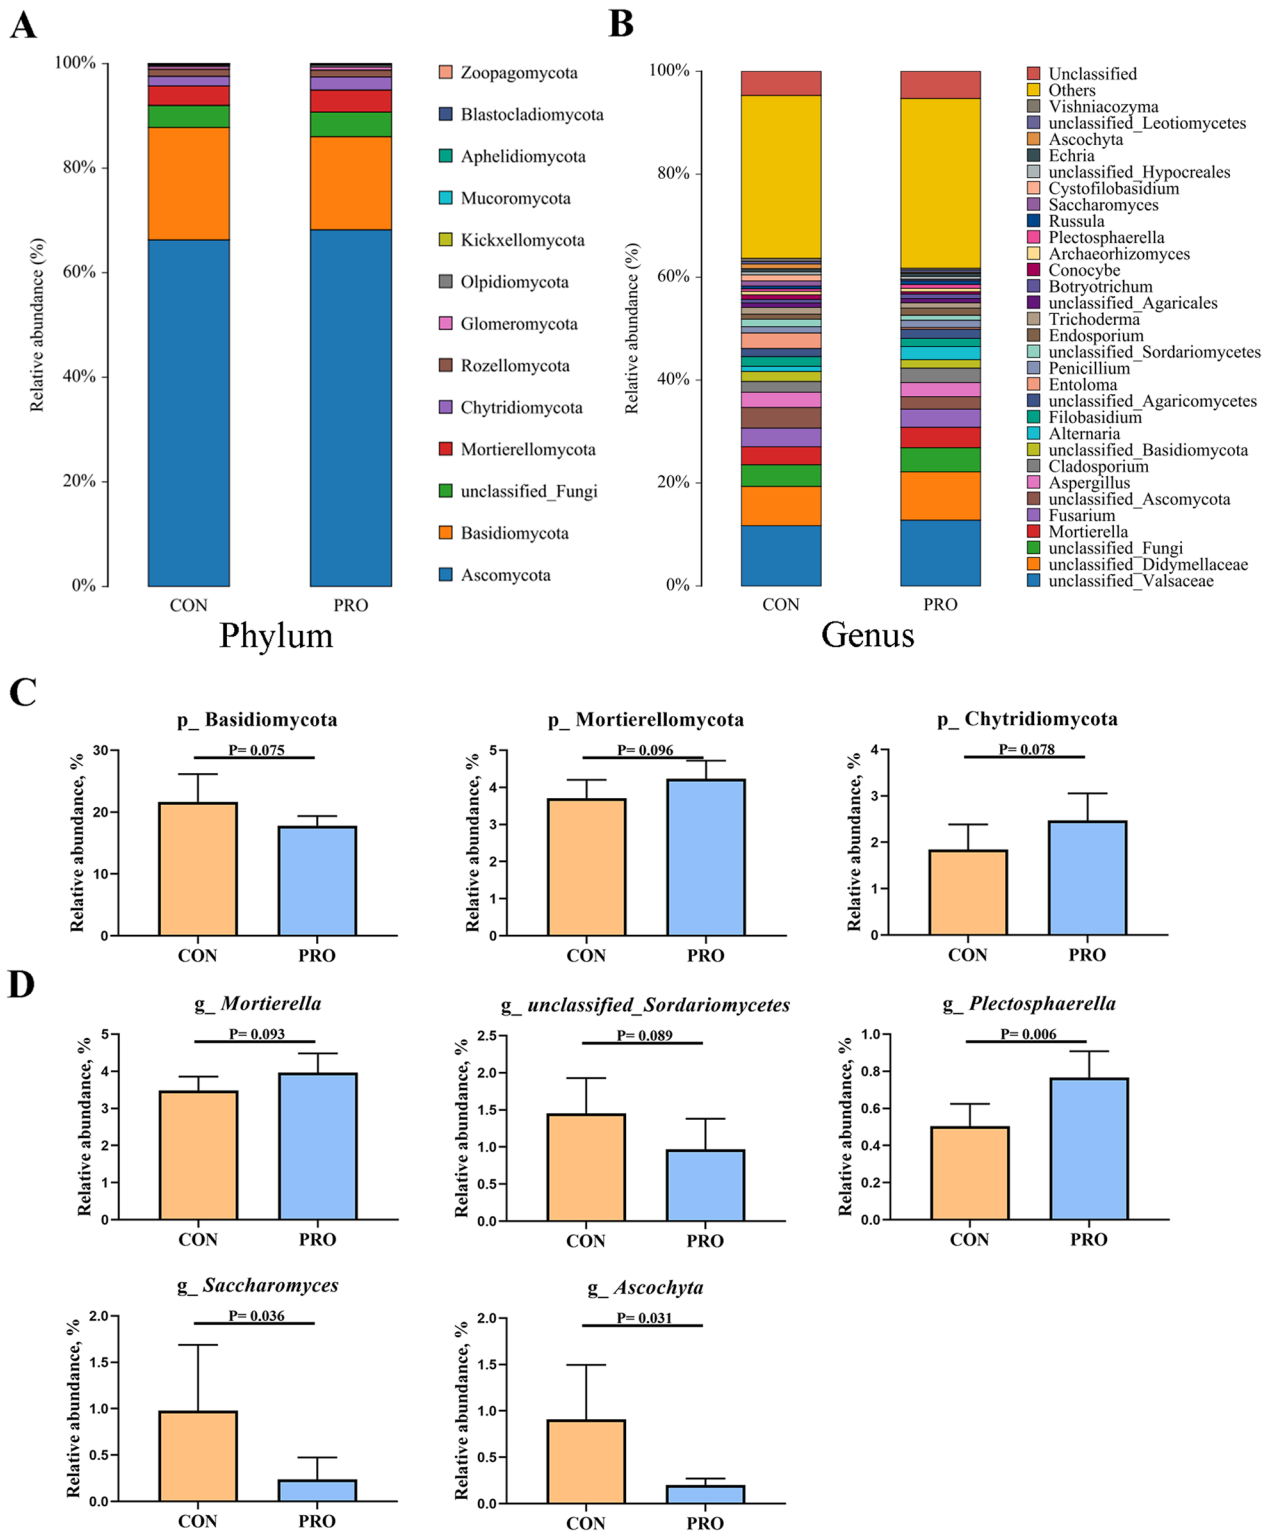 A
B
100%
80%
60%
40%
20%
0%
Relative abundance (%)
CON
PRO
Phylum
Zoopagomycota
Blastocladiomycota
Aphelidiomycota
Mucoromycota
Kickxellomycota
Olpidiomycota
Glomeromycota
Rozellomycota
Chytridiomycota
Mortierellomycota
unclassified_Fungi
Basidiomycota
Ascomycota
100%
80%
60%
40%
20%
0%
Relative abundance (%)
CON
PRO
Genus
Unclassified
Others
Vishniacozyma
unclassified_Leotiomycetes
Ascochyta
Echria
unclassified_Hypocreales
Cystofilobasidium
Saccharomyces
Russula
Plectosphaerella
Archaeorhizomyces
Conocybe
Botryotrichum
unclassified_Agaricales
Trichoderma
Endosporium
unclassified_Sordariomycetes
Penicillium
Entoloma
unclassified_Agaricomycetes
Filobasidium
Alternaria
unclassified_Basidiomycota
Cladosporium
Aspergillus
unclassified_Ascomycota
Fusarium
Mortierella
unclassified_Fungi
unclassified_Didymellaceae
unclassified_Valsaceae
C
p_ Basidiomycota
P= 0.075
30
20
10
0
Relative abundance, %
CON
PRO
p_ Mortierellomycota
P= 0.096
5
4
3
2
1
0
Relative abundance, %
CON
PRO
p_ Chytridiomycota
P= 0.078
4
3
2
1
0
Relative abundance, %
CON
PRO
D
g_ Mortierella
P= 0.093
5
4
3
2
1
0
Relative abundance, %
CON
PRO
g_ unclassified_Sordariomycetes
P= 0.089
2.5
2.0
1.5
1.0
0.5
0.0
Relative abundance, %
CON
PRO
g_ Plectosphaerella
P= 0.006
1.0
0.8
0.6
0.4
0.2
0.0
Relative abundance, %
CON
PRO
g_ Saccharomyces
P= 0.036
2.0
1.5
1.0
0.5
0.0
Relative abundance, %
CON
PRO
g_ Ascochyta
P= 0.031
2.0
1.5
1.0
0.5
0.0
Relative abundance, %
CON
PRO